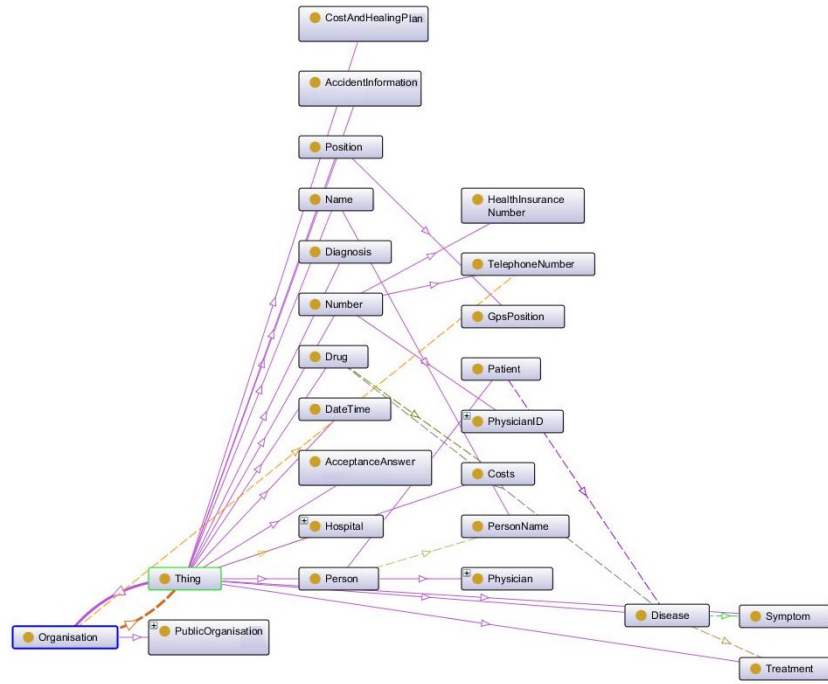 CostAndHealingPlan
AccidentInformation
Position
Name
HealthInsurance
Number
Diagnosis
TelephoneNumber
Number
GpsPosition
Drug
Patient
DateTime
PhysicianID
AcceptanceAnswer
Costs
Hospital
PersonName
Thing
Person
Physician
Disease
Symptom
Organisation
PublicOrganisation
Treatment